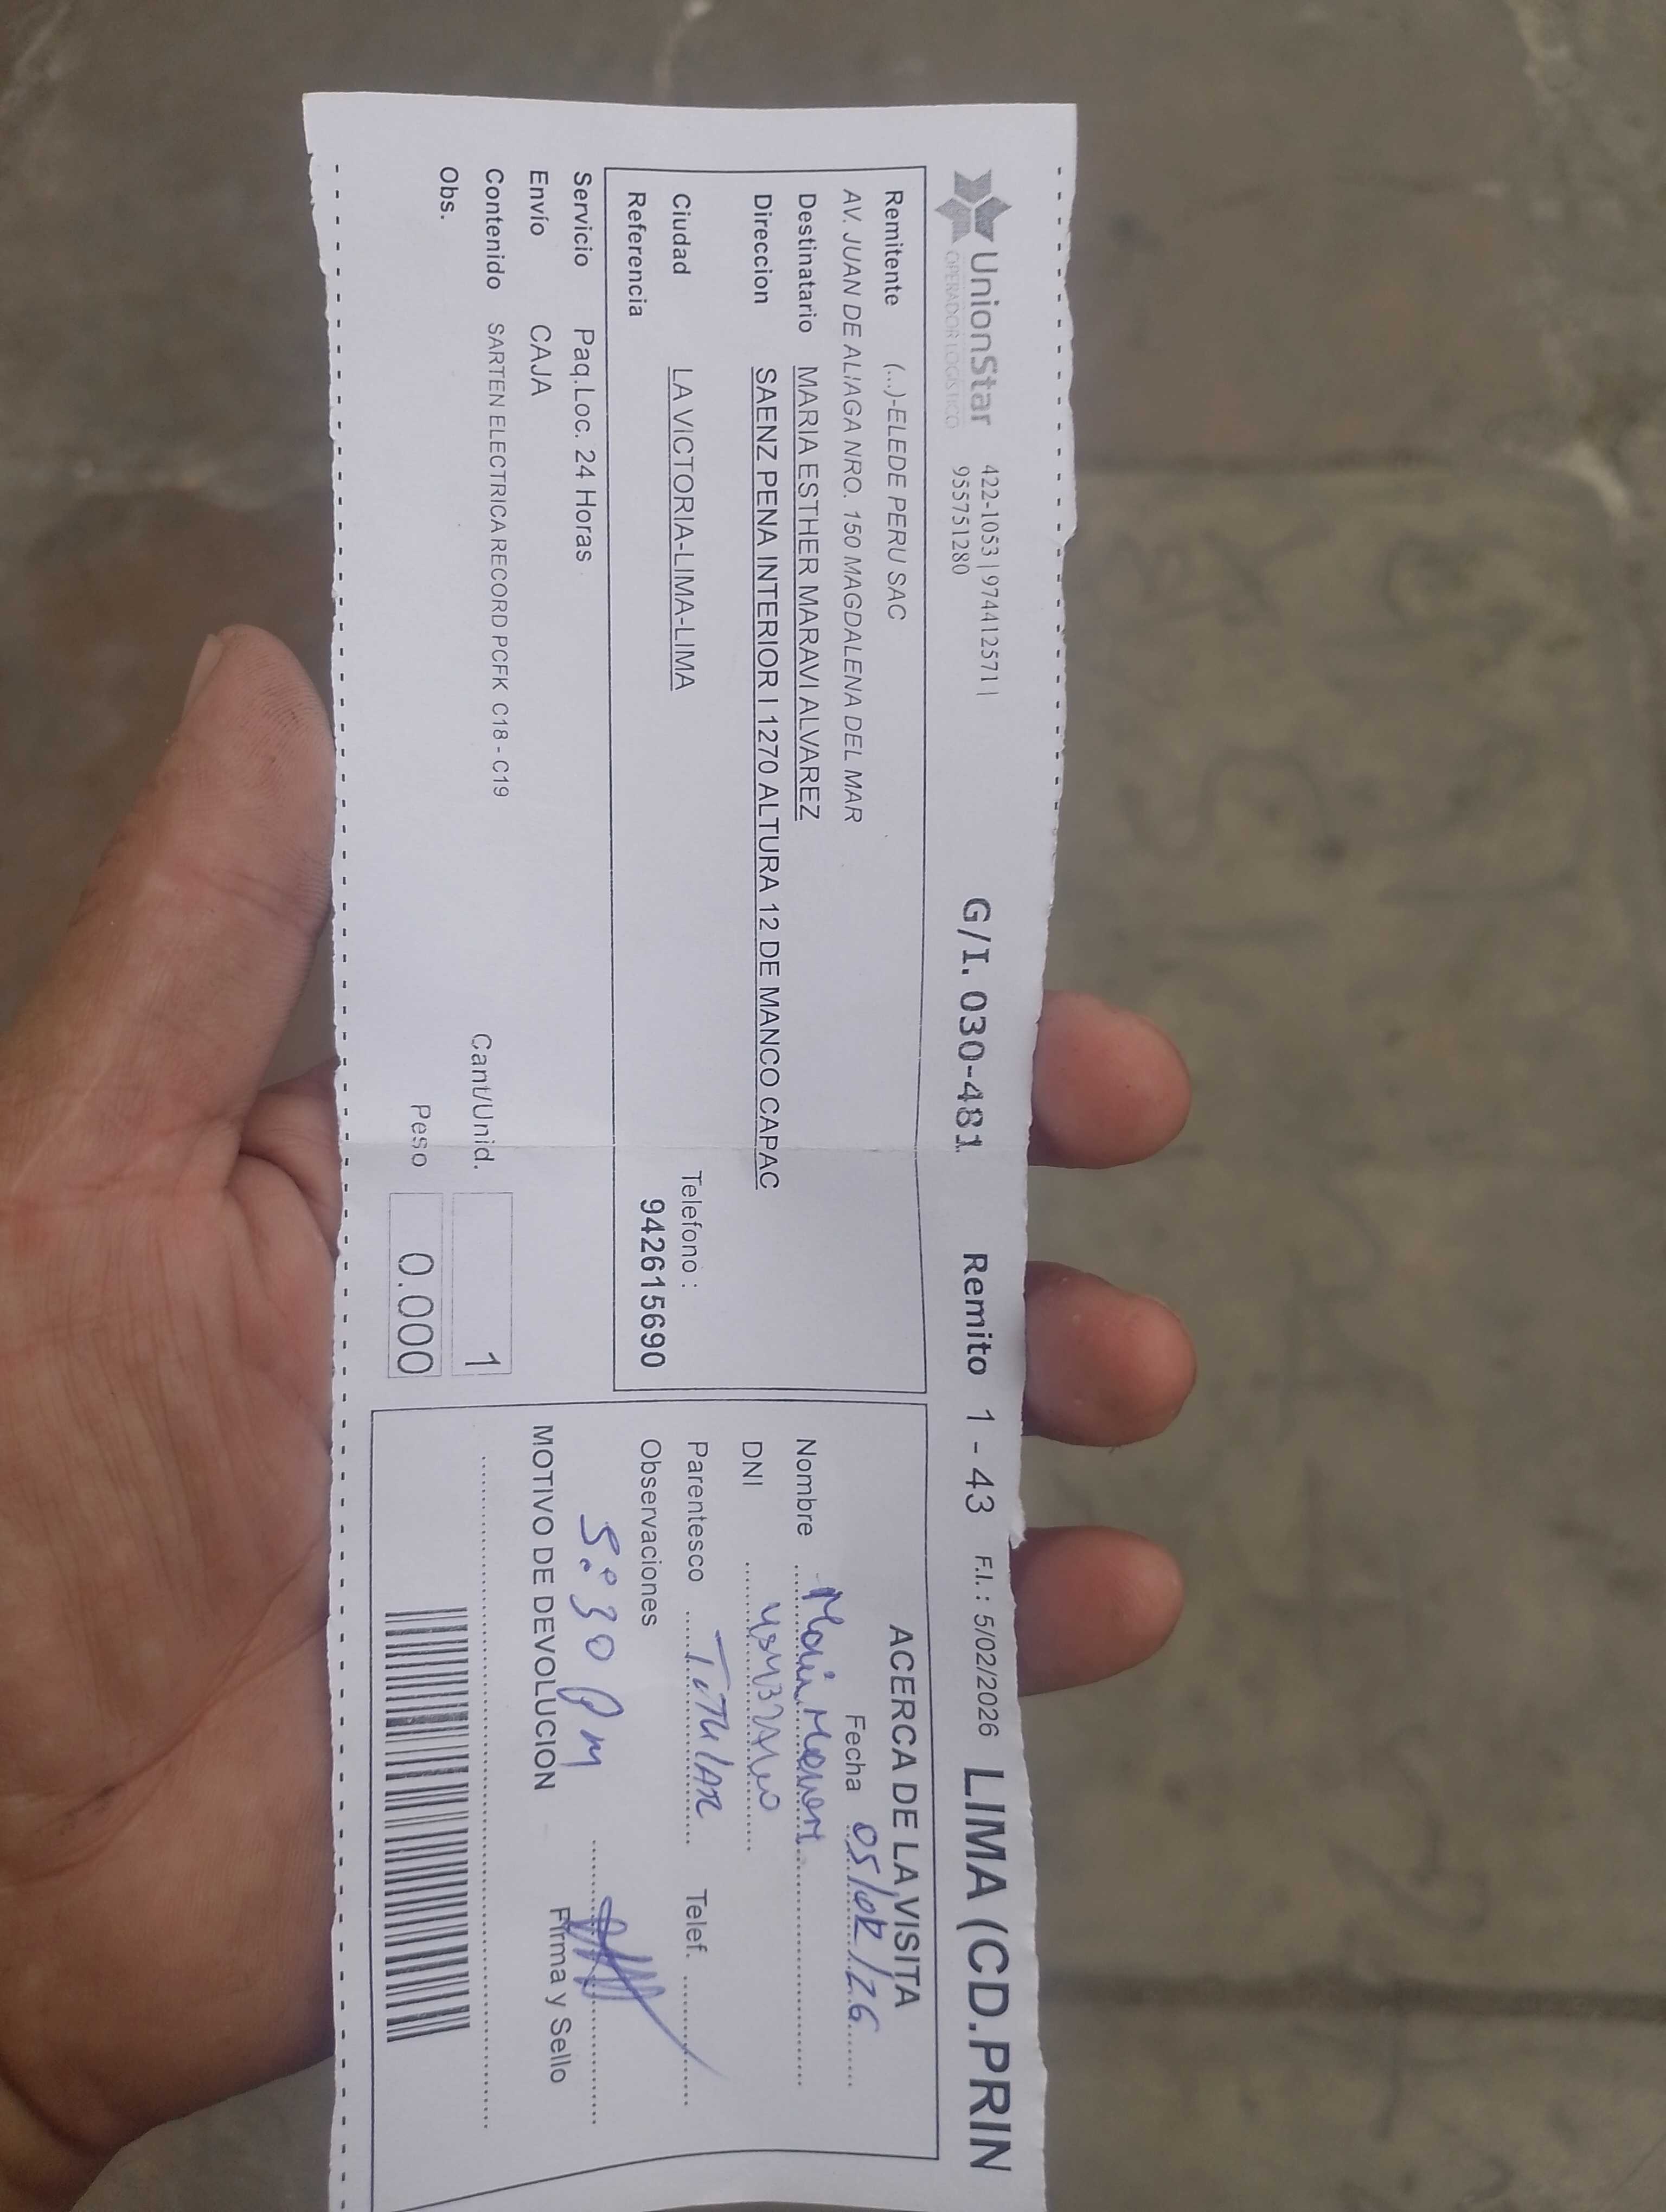 UnionStar 422-1053 | 974412571 | G/I. 030-481 Remito 1 - 43 F.I. : 5/02/2026 LIMA (CD.PRIN
OPERADOR LOGISTICO 955751280
Remitente (...)-ELEDE PERU SAC
AV. JUAN DE ALIAGA NRO. 150 MAGDALENA DEL MAR
Destinatario MARIA ESTHER MARAVI ALVAREZ
Direccion SAENZ PENA INTERIOR I 1270 ALTURA 12 DE MANCO CAPAC
Ciudad LA VICTORIA-LIMA-LIMA
Telefono :
Referencia 942615690
Servicio Paq.Loc. 24 Horas
Envío CAJA
Contenido SARTEN ELECTRICA RECORD PCFK C18 - C19
Cant/Unid. 1
Obs.
Peso 0.000
ACERCA DE LA VISITA
Fecha 05/02/26
Nombre
DNI
Parentesco TITULAR Telef.
Observaciones
5:30 PM
MOTIVO DE DEVOLUCION Firma y Sello